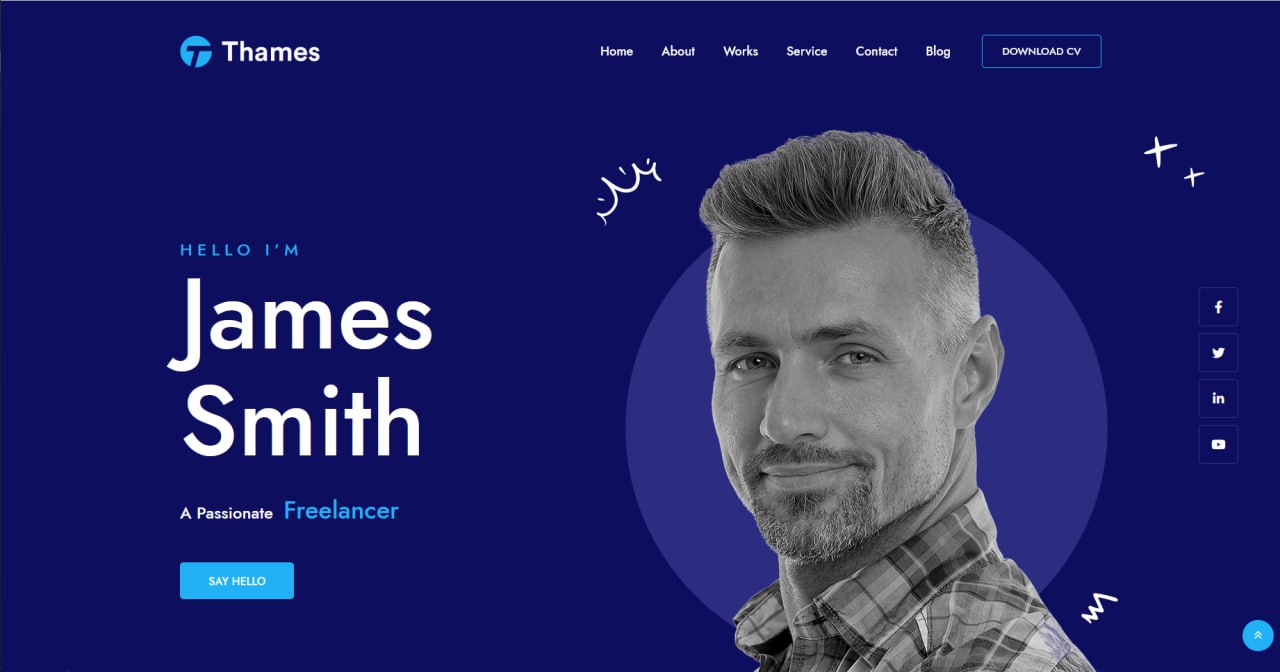 Thames
Home About Works Service Contact Blog DOWNLOAD CV
HELLO I'M
James
Smith
A Passionate Freelancer
SAY HELLO